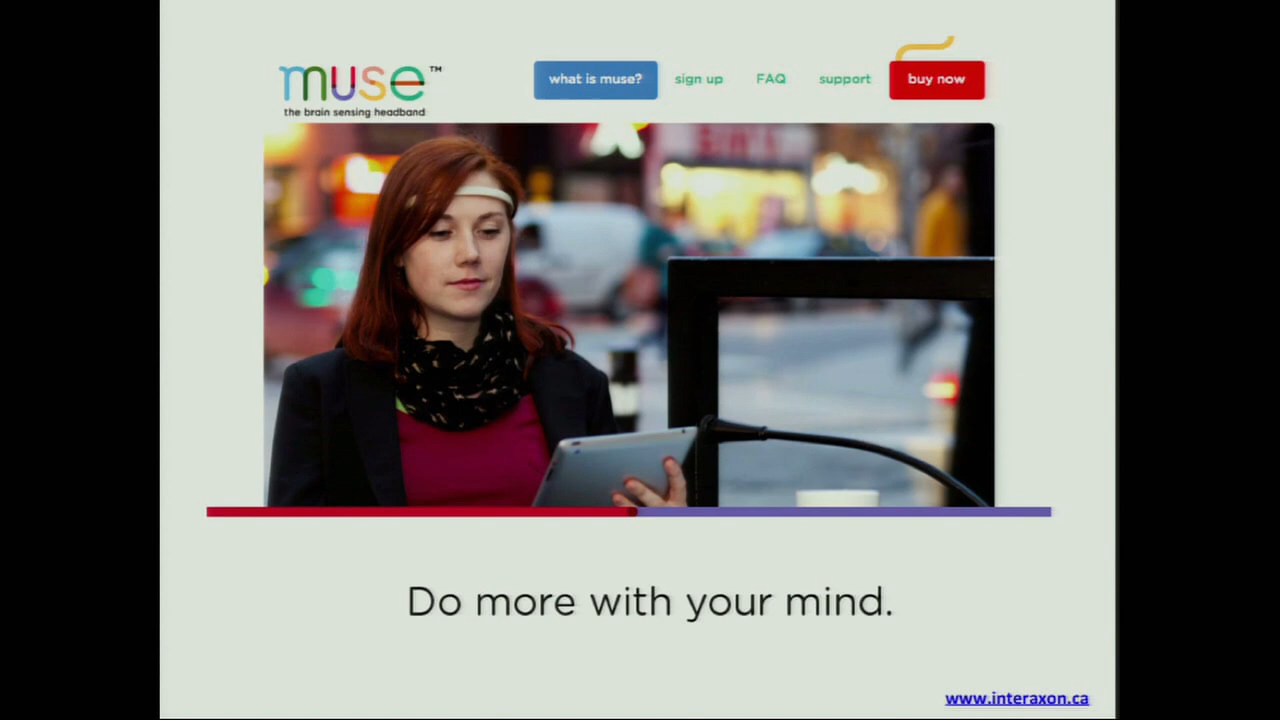 muse™
the brain sensing headband
what is muse?
sign up
FAQ
support
buy now
Do more with your mind.
www.interaxon.ca